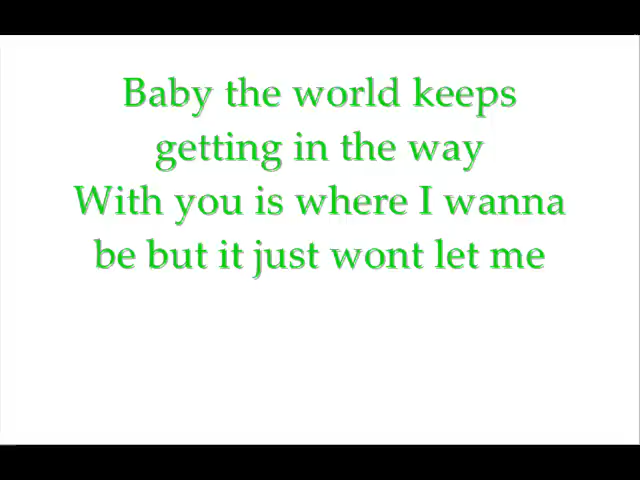 Baby the world keeps
getting in the way
With you is where I wanna
be but it just wont let me